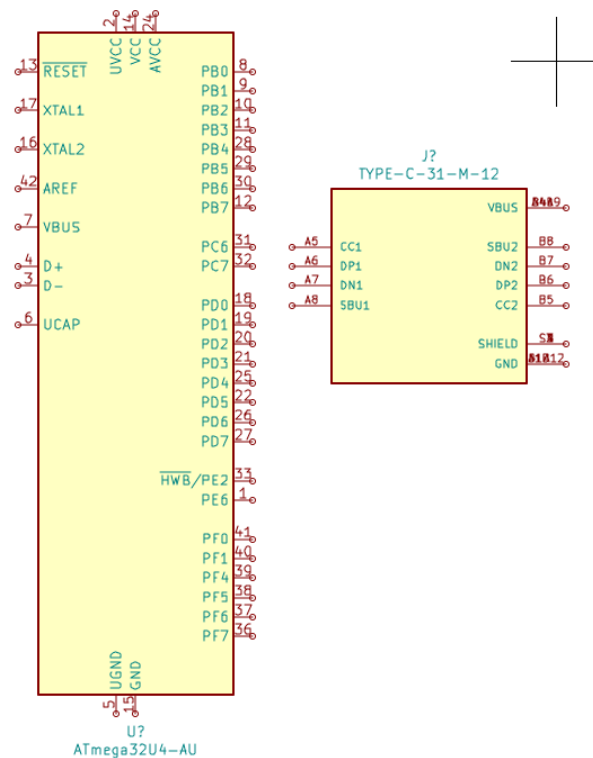 2 14 24
UVCC VCC AVCC
13 RESET PB0 8
PB1 9
17 XTAL1 PB2 10
PB3 11
16 XTAL2 PB4 28
PB5 29
42 AREF PB6 30
PB7 12
7 VBUS
PC6 31
4 D+ PC7 32
3 D-
PD0 18
6 UCAP PD1 19
PD2 20
PD3 21
PD4 25
PD5 22
PD6 26
PD7 27
HWB/PE2 33
PE6 1
PF0 41
PF1 40
PF4 39
PF5 38
PF6 37
PF7 36
UGND GND
5 15
U?
ATmega32U4-AU
J?
TYPE-C-31-M-12
VBUS
A5 CC1 SBU2 B8
A6 DP1 DN2 B7
A7 DN1 DP2 B6
A8 SBU1 CC2 B5
SHIELD
GND